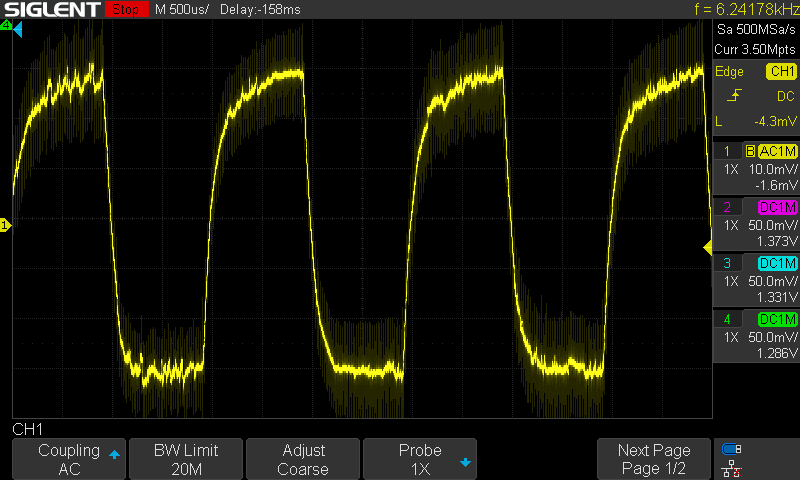 SIGLENT Stop M 500us/ Delay:-158ms f = 6.24178kHz
Sa 500MSa/s
Curr 3.50Mpts
Edge CH1
DC
L -4.3mV
1 B AC1M
1X 10.0mV/
-1.6mV
2 DC1M
1X 50.0mV/
1.373V
3 DC1M
1X 50.0mV/
1.331V
4 DC1M
1X 50.0mV/
1.286V
4
1
CH1
Coupling BW Limit Adjust Probe Next Page
AC 20M Coarse 1X Page 1/2